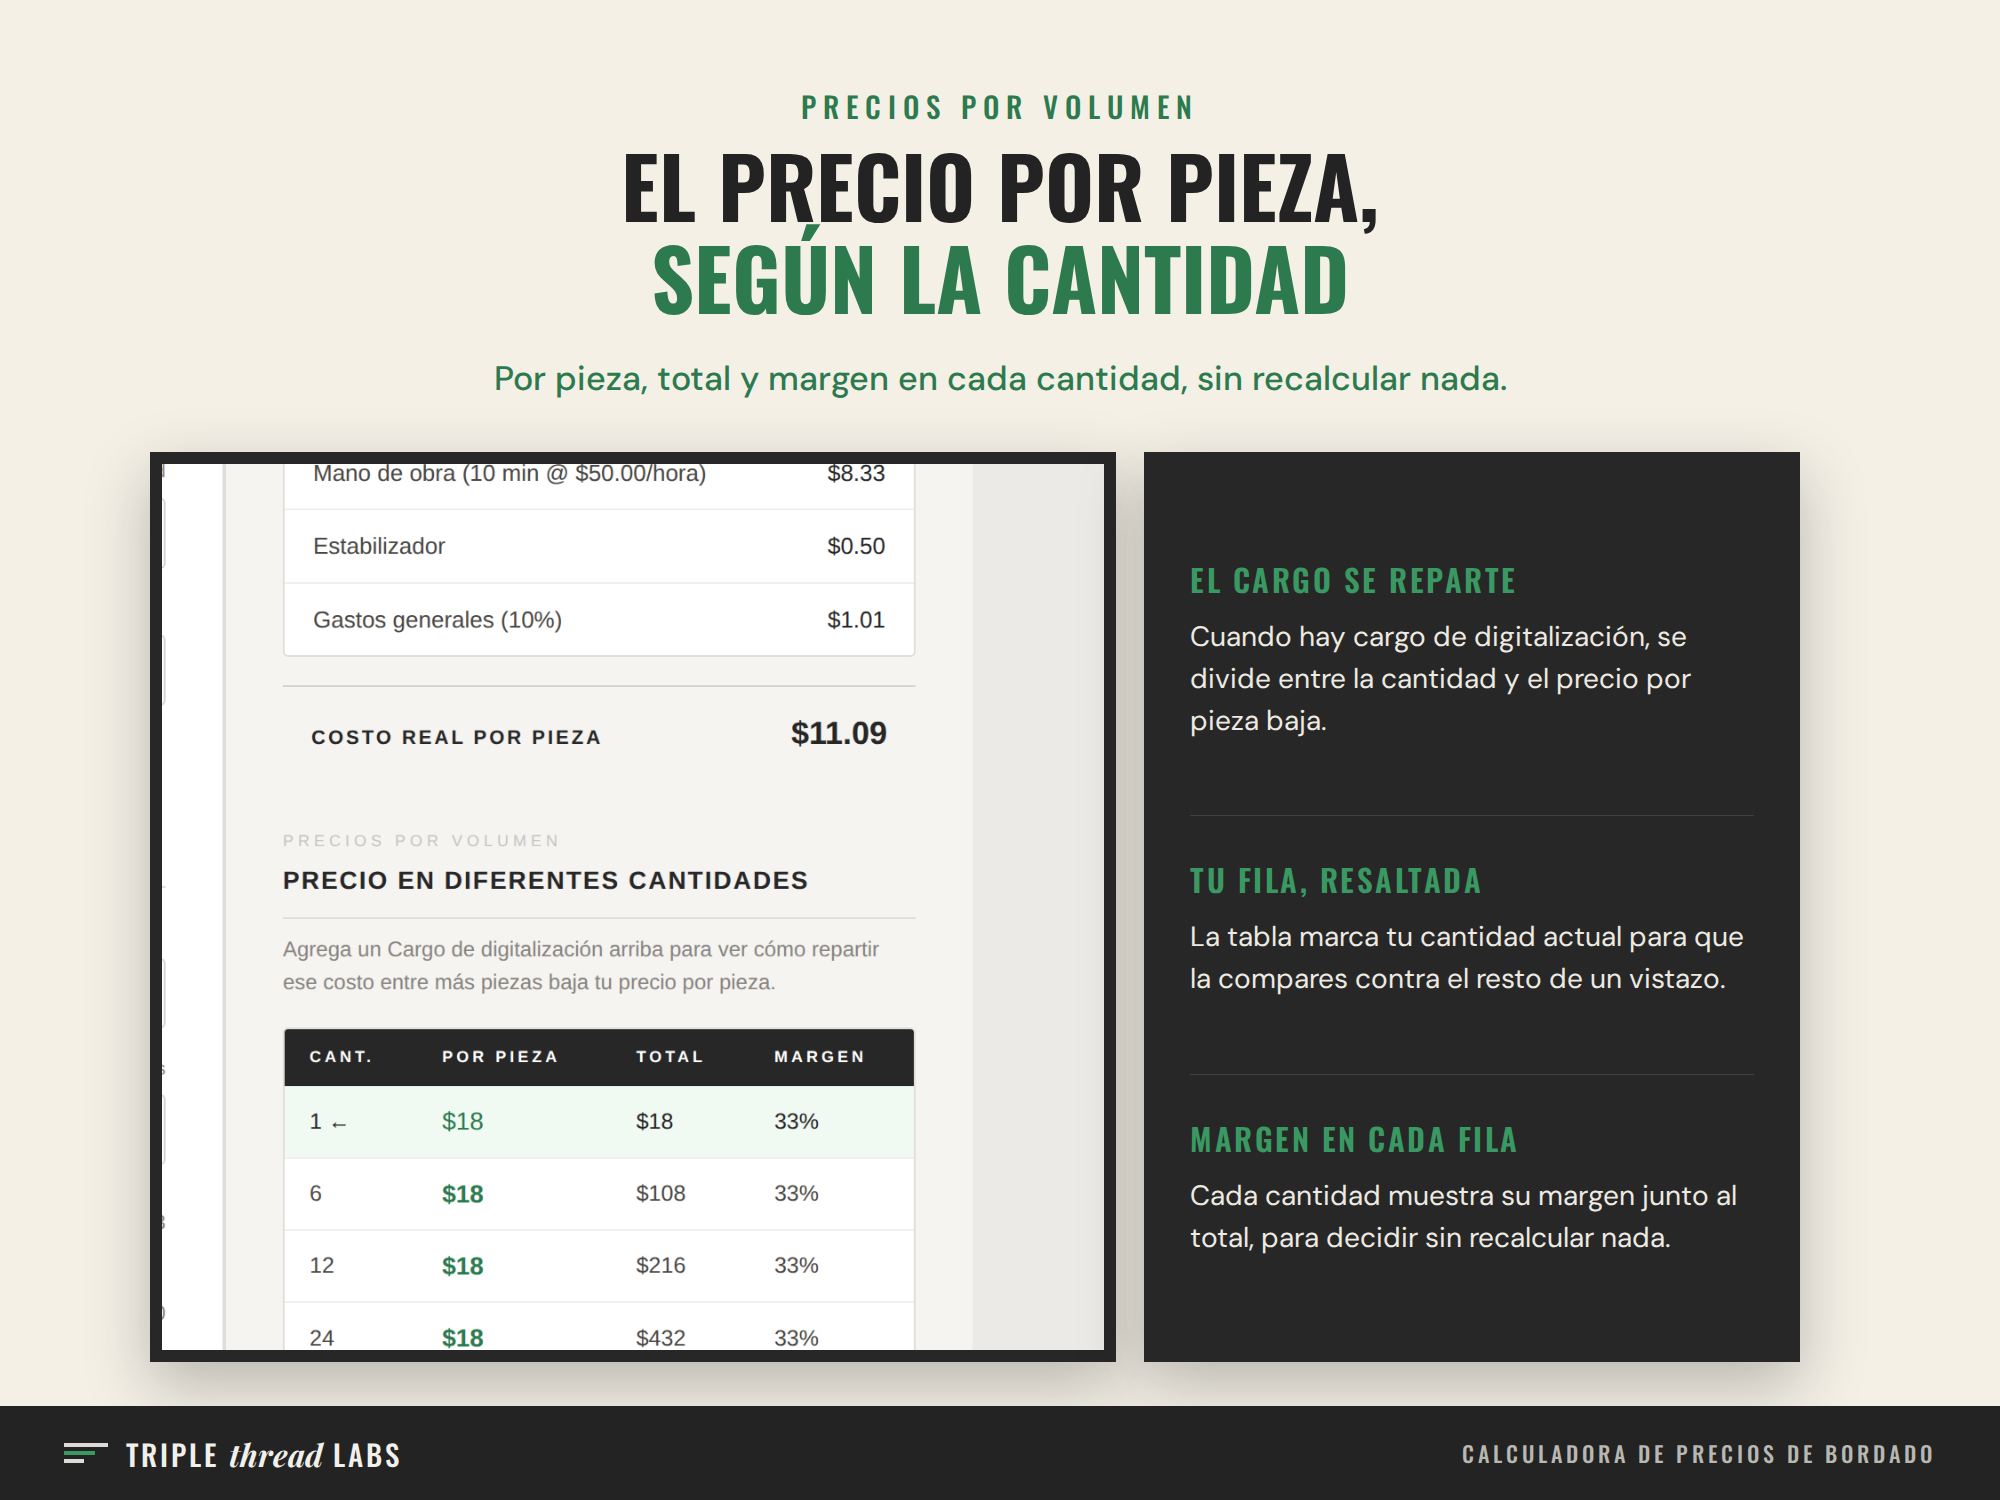 PRECIOS POR VOLUMEN
EL PRECIO POR PIEZA,
SEGÚN LA CANTIDAD
Por pieza, total y margen en cada cantidad, sin recalcular nada.
Mano de obra (10 min @ $50.00/hora) $8.33
Estabilizador $0.50
Gastos generales (10%) $1.01
COSTO REAL POR PIEZA $11.09
PRECIOS POR VOLUMEN
PRECIO EN DIFERENTES CANTIDADES
Agrega un Cargo de digitalización arriba para ver cómo repartir
ese costo entre más piezas baja tu precio por pieza.
CANT. POR PIEZA TOTAL MARGEN
1 ← $18 $18 33%
6 $18 $108 33%
12 $18 $216 33%
24 $18 $432 33%
EL CARGO SE REPARTE
Cuando hay cargo de digitalización, se
divide entre la cantidad y el precio por
pieza baja.
TU FILA, RESALTADA
La tabla marca tu cantidad actual para que
la compares contra el resto de un vistazo.
MARGEN EN CADA FILA
Cada cantidad muestra su margen junto al
total, para decidir sin recalcular nada.
TRIPLE thread LABS
CALCULADORA DE PRECIOS DE BORDADO